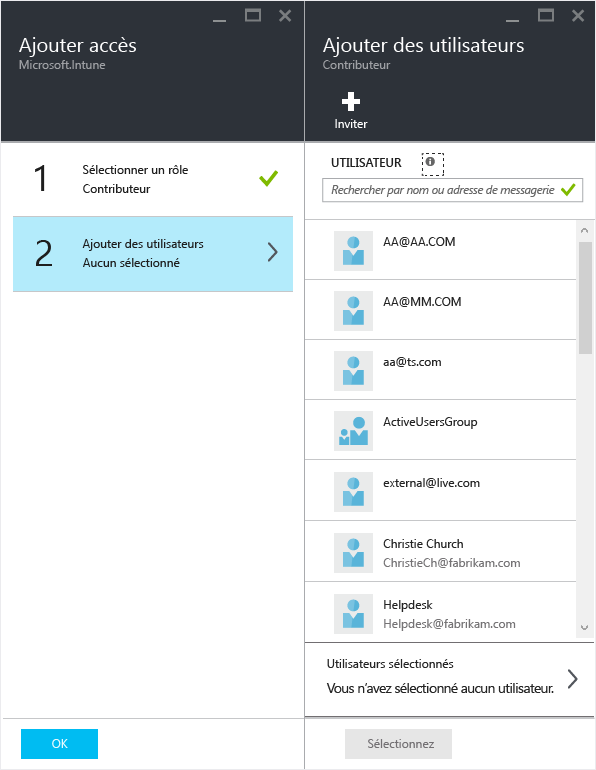 Ajouter accès
Microsoft.Intune
1
Sélectionner un rôle
Contributeur
2
Ajouter des utilisateurs
Aucun sélectionné
OK
Ajouter des utilisateurs
Contributeur
Inviter
UTILISATEUR
Rechercher par nom ou adresse de messagerie
AA@AA.COM
AA@MM.COM
aa@ts.com
ActiveUsersGroup
external@live.com
Christie Church
ChristieCh@fabrikam.com
Helpdesk
Helpdesk@fabrikam.com
Utilisateurs sélectionnés
Vous n’avez sélectionné aucun utilisateur.
Sélectionnez